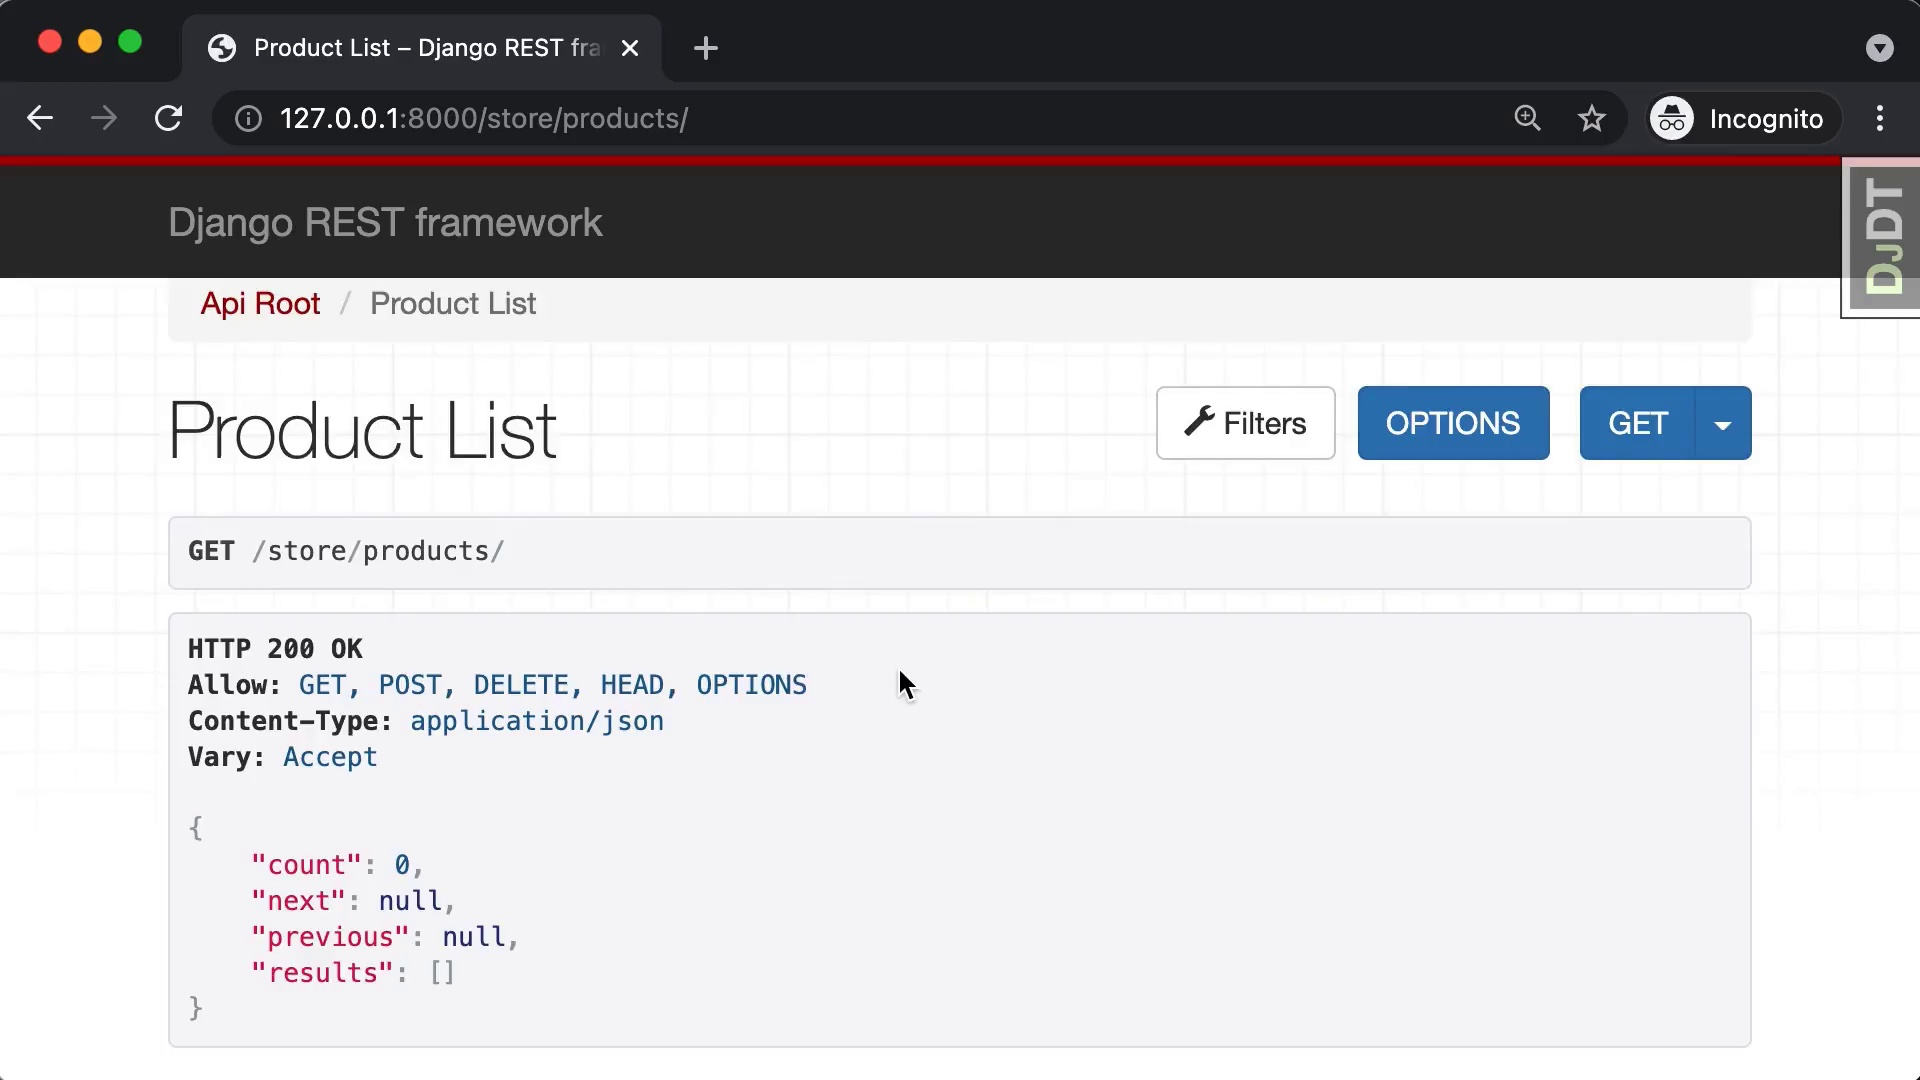 Product List – Django REST fra
127.0.0.1:8000/store/products/
Incognito
Django REST framework
DJDT
Api Root / Product List
Product List
Filters
OPTIONS
GET
GET /store/products/
HTTP 200 OK
Allow: GET, POST, DELETE, HEAD, OPTIONS
Content-Type: application/json
Vary: Accept
{
    "count": 0,
    "next": null,
    "previous": null,
    "results": []
}